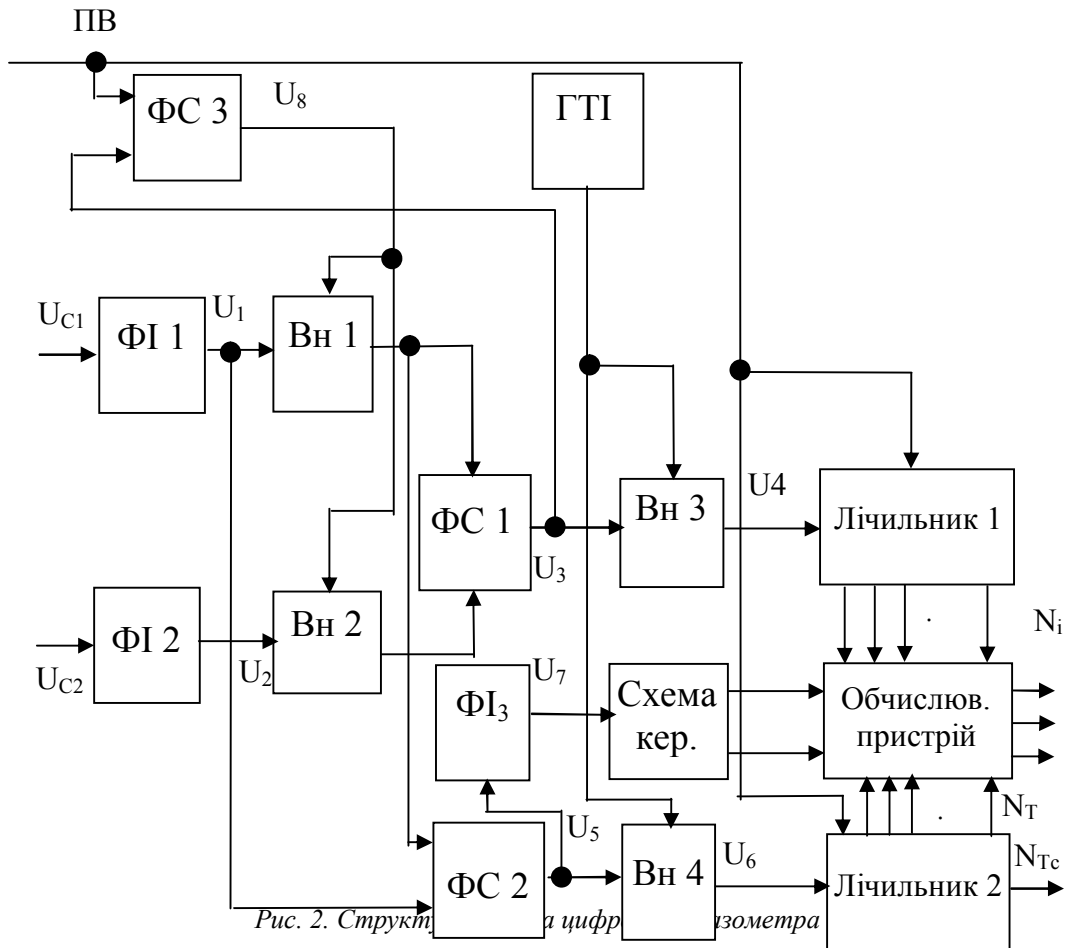 ПВ
ФС 3
U8
ГТІ
UC1
ФІ 1
U1
Вн 1
ФС 1
U3
Вн 3
U4
Лічильник 1
UC2
ФІ 2
U2
Вн 2
ФІ3
U7
Схема
кер.
Обчислюв.
пристрій
Ni
ФС 2
U5
Вн 4
U6
NT
Лічильник 2
NTc
Рис. 2. Структу а цифр азометра